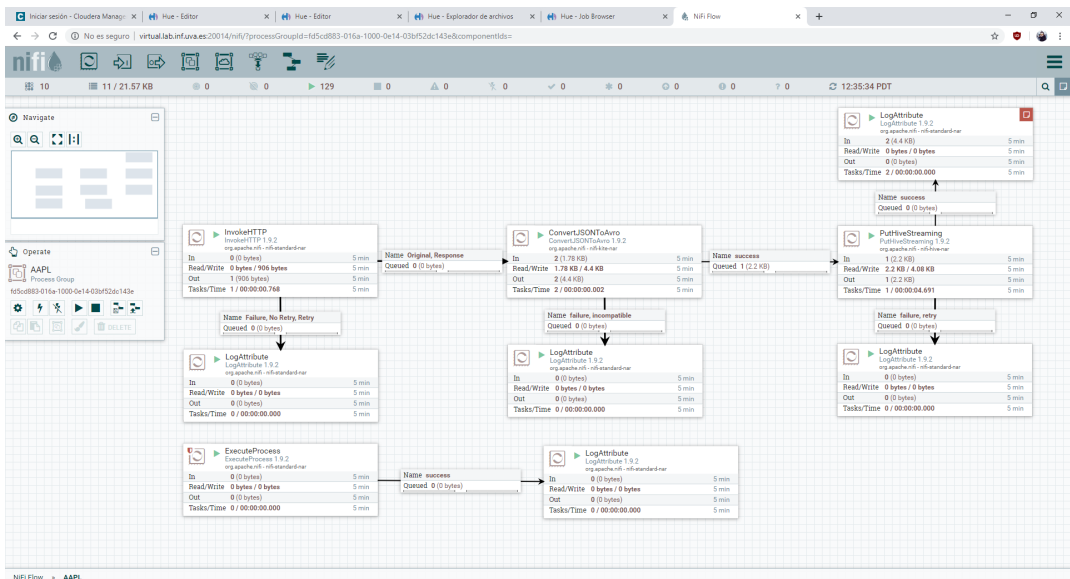 Iniciar sesión - Cloudera Manag
Hue - Editor
Hue - Editor
Hue - Explorador de archivos
Hue - Job Browser
NiFi Flow
No es seguro | virtual.lab.inf.uva.es:20014/nifi/?processGroupId=fd5cd883-016a-1000-0e14-03bf52dc143e&componentIds=
nifi
10 11 / 21.57 KB 0 0 129 0 0 0 0 0 0 0 ? 0 12:35:34 PDT
Navigate
Operate
AAPL
Process Group
fd5cd883-016a-1000-0e14-03bf52dc143e
DELETE
LogAttribute
LogAttribute 1.9.2
org.apache.nifi - nifi-standard-nar
In 2 (4.4 KB) 5 min
Read/Write 0 bytes / 0 bytes 5 min
Out 0 (0 bytes) 5 min
Tasks/Time 2 / 00:00:00.000 5 min
Name success
Queued 0 (0 bytes)
InvokeHTTP
InvokeHTTP 1.9.2
org.apache.nifi - nifi-standard-nar
In 0 (0 bytes) 5 min
Read/Write 0 bytes / 906 bytes 5 min
Out 1 (906 bytes) 5 min
Tasks/Time 1 / 00:00:00.768 5 min
Name Original, Response
Queued 0 (0 bytes)
ConvertJSONToAvro
ConvertJSONToAvro 1.9.2
org.apache.nifi - nifi-kite-nar
In 2 (1.78 KB) 5 min
Read/Write 1.78 KB / 4.4 KB 5 min
Out 2 (4.4 KB) 5 min
Tasks/Time 2 / 00:00:00.002 5 min
Name success
Queued 1 (2.2 KB)
PutHiveStreaming
PutHiveStreaming 1.9.2
org.apache.nifi - nifi-hive-nar
In 1 (2.2 KB) 5 min
Read/Write 2.2 KB / 4.08 KB 5 min
Out 1 (2.2 KB) 5 min
Tasks/Time 1 / 00:00:04.691 5 min
Name Failure, No Retry, Retry
Queued 0 (0 bytes)
Name failure, incompatible
Queued 0 (0 bytes)
Name failure, retry
Queued 0 (0 bytes)
LogAttribute
LogAttribute 1.9.2
org.apache.nifi - nifi-standard-nar
In 0 (0 bytes) 5 min
Read/Write 0 bytes / 0 bytes 5 min
Out 0 (0 bytes) 5 min
Tasks/Time 0 / 00:00:00.000 5 min
LogAttribute
LogAttribute 1.9.2
org.apache.nifi - nifi-standard-nar
In 0 (0 bytes) 5 min
Read/Write 0 bytes / 0 bytes 5 min
Out 0 (0 bytes) 5 min
Tasks/Time 0 / 00:00:00.000 5 min
LogAttribute
LogAttribute 1.9.2
org.apache.nifi - nifi-standard-nar
In 0 (0 bytes) 5 min
Read/Write 0 bytes / 0 bytes 5 min
Out 0 (0 bytes) 5 min
Tasks/Time 0 / 00:00:00.000 5 min
ExecuteProcess
ExecuteProcess 1.9.2
org.apache.nifi - nifi-standard-nar
In 0 (0 bytes) 5 min
Read/Write 0 bytes / 0 bytes 5 min
Out 0 (0 bytes) 5 min
Tasks/Time 0 / 00:00:00.000 5 min
Name success
Queued 0 (0 bytes)
LogAttribute
LogAttribute 1.9.2
org.apache.nifi - nifi-standard-nar
In 0 (0 bytes) 5 min
Read/Write 0 bytes / 0 bytes 5 min
Out 0 (0 bytes) 5 min
Tasks/Time 0 / 00:00:00.000 5 min
NiFi Flow » AAPL